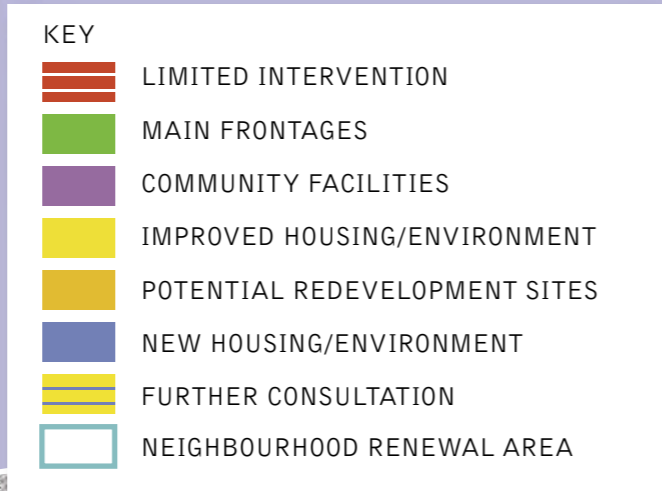 KEY
LIMITED INTERVENTION
MAIN FRONTAGES
COMMUNITY FACILITIES
IMPROVED HOUSING/ENVIRONMENT
POTENTIAL REDEVELOPMENT SITES
NEW HOUSING/ENVIRONMENT
FURTHER CONSULTATION
NEIGHBOURHOOD RENEWAL AREA